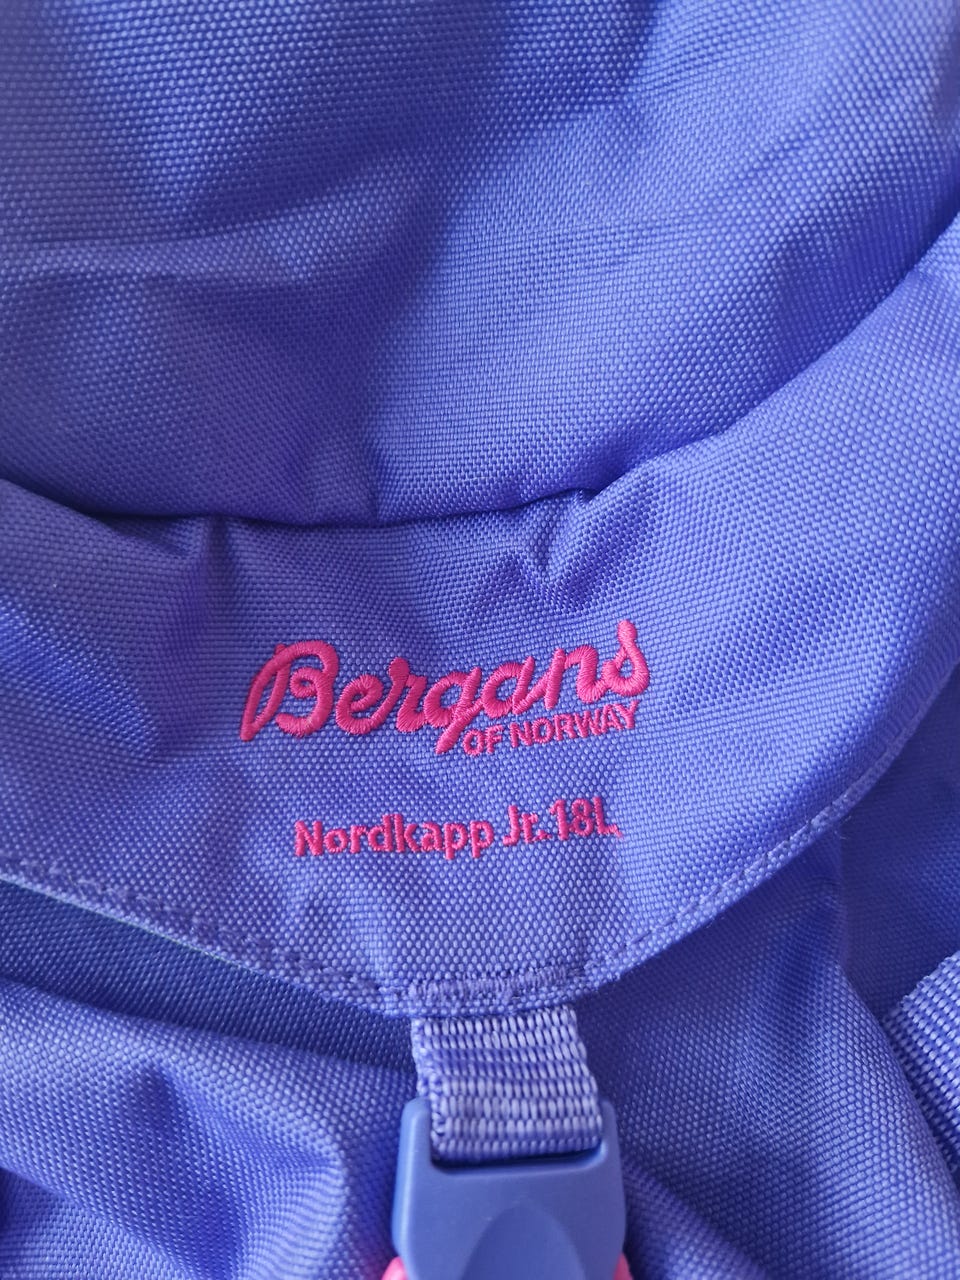 Bergans
OF NORWAY
Nordkapp Jr. 18L